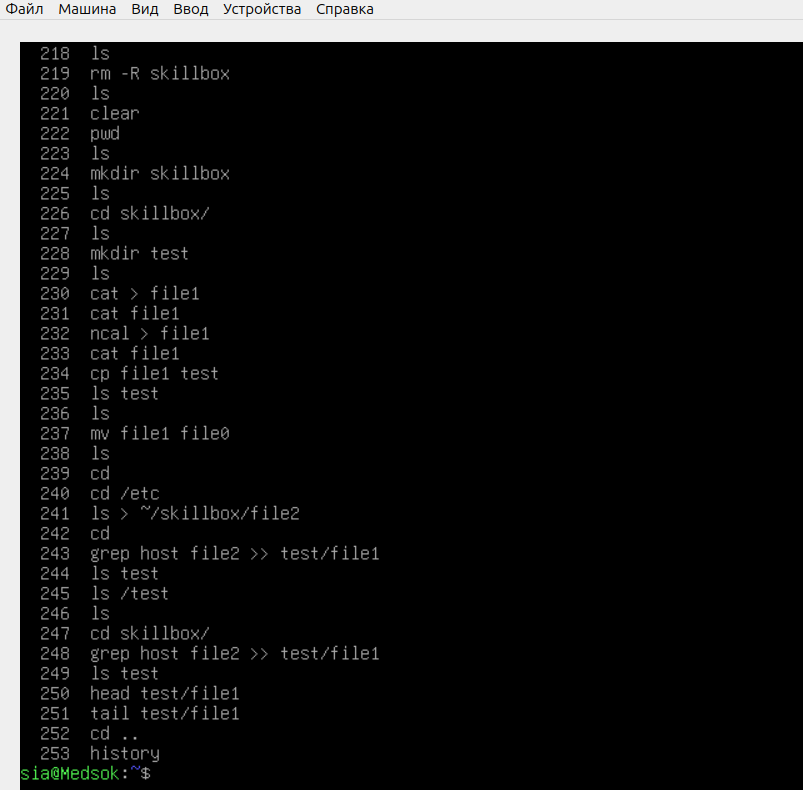 Файл Машина Вид Ввод Устройства Справка
218 ls
219 rm -R skillbox
220 ls
221 clear
222 pwd
223 ls
224 mkdir skillbox
225 ls
226 cd skillbox/
227 ls
228 mkdir test
229 ls
230 cat > file1
231 cat file1
232 ncal > file1
233 cat file1
234 cp file1 test
235 ls test
236 ls
237 mv file1 file0
238 ls
239 cd
240 cd /etc
241 ls > ~/skillbox/file2
242 cd
243 grep host file2 >> test/file1
244 ls test
245 ls /test
246 ls
247 cd skillbox/
248 grep host file2 >> test/file1
249 ls test
250 head test/file1
251 tail test/file1
252 cd ..
253 history
sia@Medsok:~$